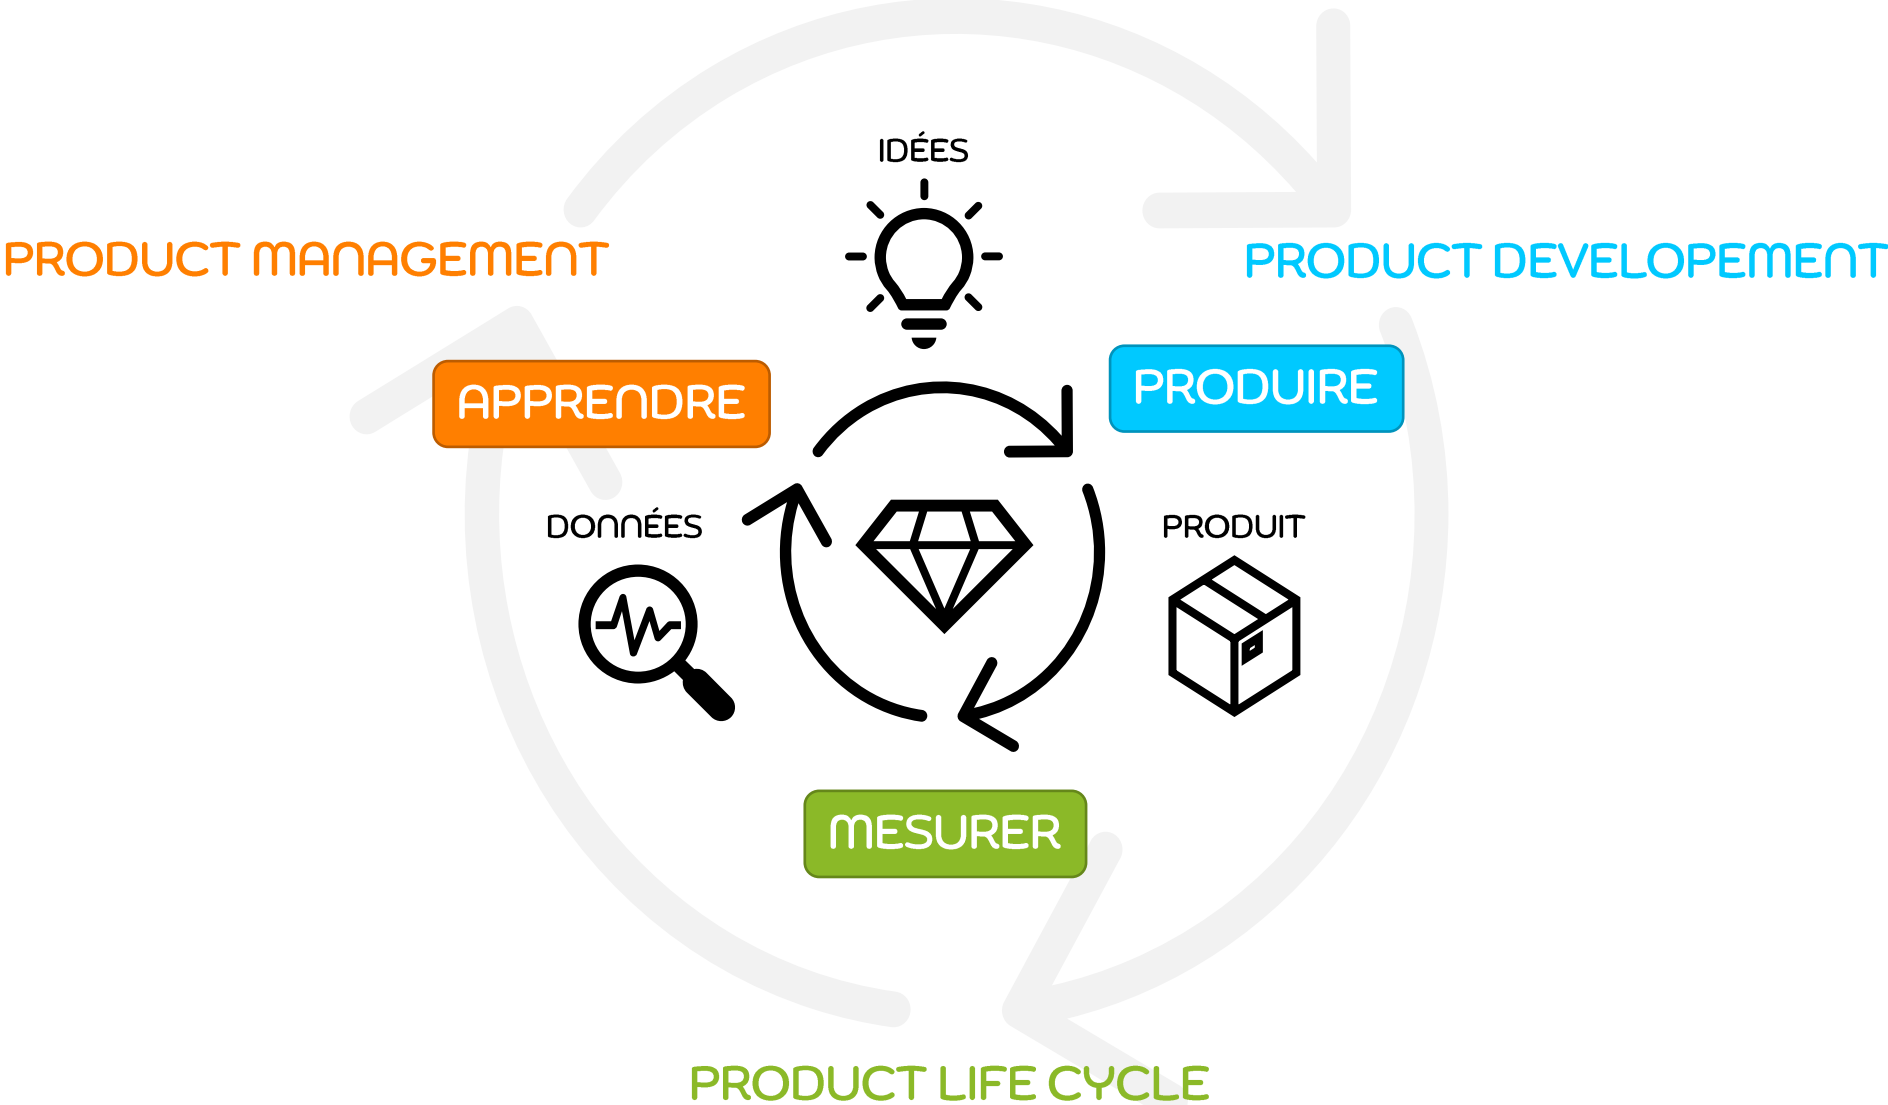 IDÉES
PRODUCT MANAGEMENT
PRODUCT DEVELOPEMENT
APPRENDRE
PRODUIRE
DONNÉES
PRODUIT
MESURER
PRODUCT LIFE CYCLE